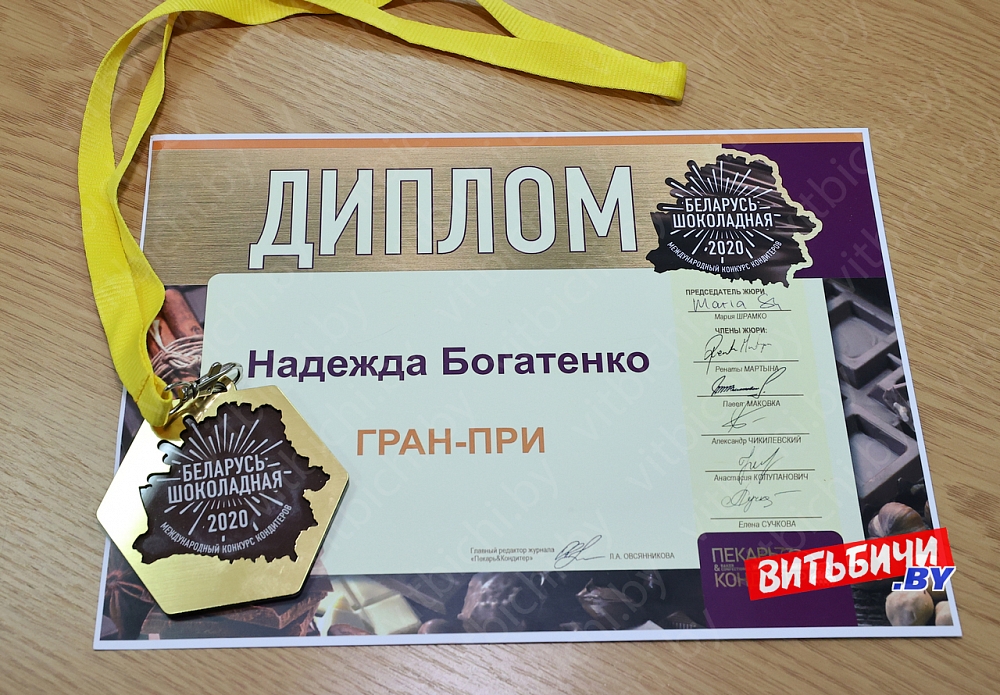 ДИПЛОМ
БЕЛАРУСЬ
ШОКОЛАДНАЯ
2020
МЕЖДУНАРОДНЫЙ КОНКУРС КОНДИТЕРОВ
ПРЕДСЕДАТЕЛЬ ЖЮРИ:
Мария ШРАМКО
ЧЛЕНЫ ЖЮРИ:
Ренаты МАРТЫНА
Павел МАКОВКА
Александр ЧИКИЛЕВСКИЙ
Анастасия КОЛУПАНОВИЧ
Елена СУЧКОВА
Надежда Богатенко
ГРАН-ПРИ
Главный редактор журнала
«Пекарь&Кондитер»
Л.А. ОВСЯННИКОВА
БЕЛАРУСЬ
ШОКОЛАДНАЯ
2020
МЕЖДУНАРОДНЫЙ КОНКУРС КОНДИТЕРОВ
ПЕКАРЬ
&
ВИТЬБИЧИ
.BY